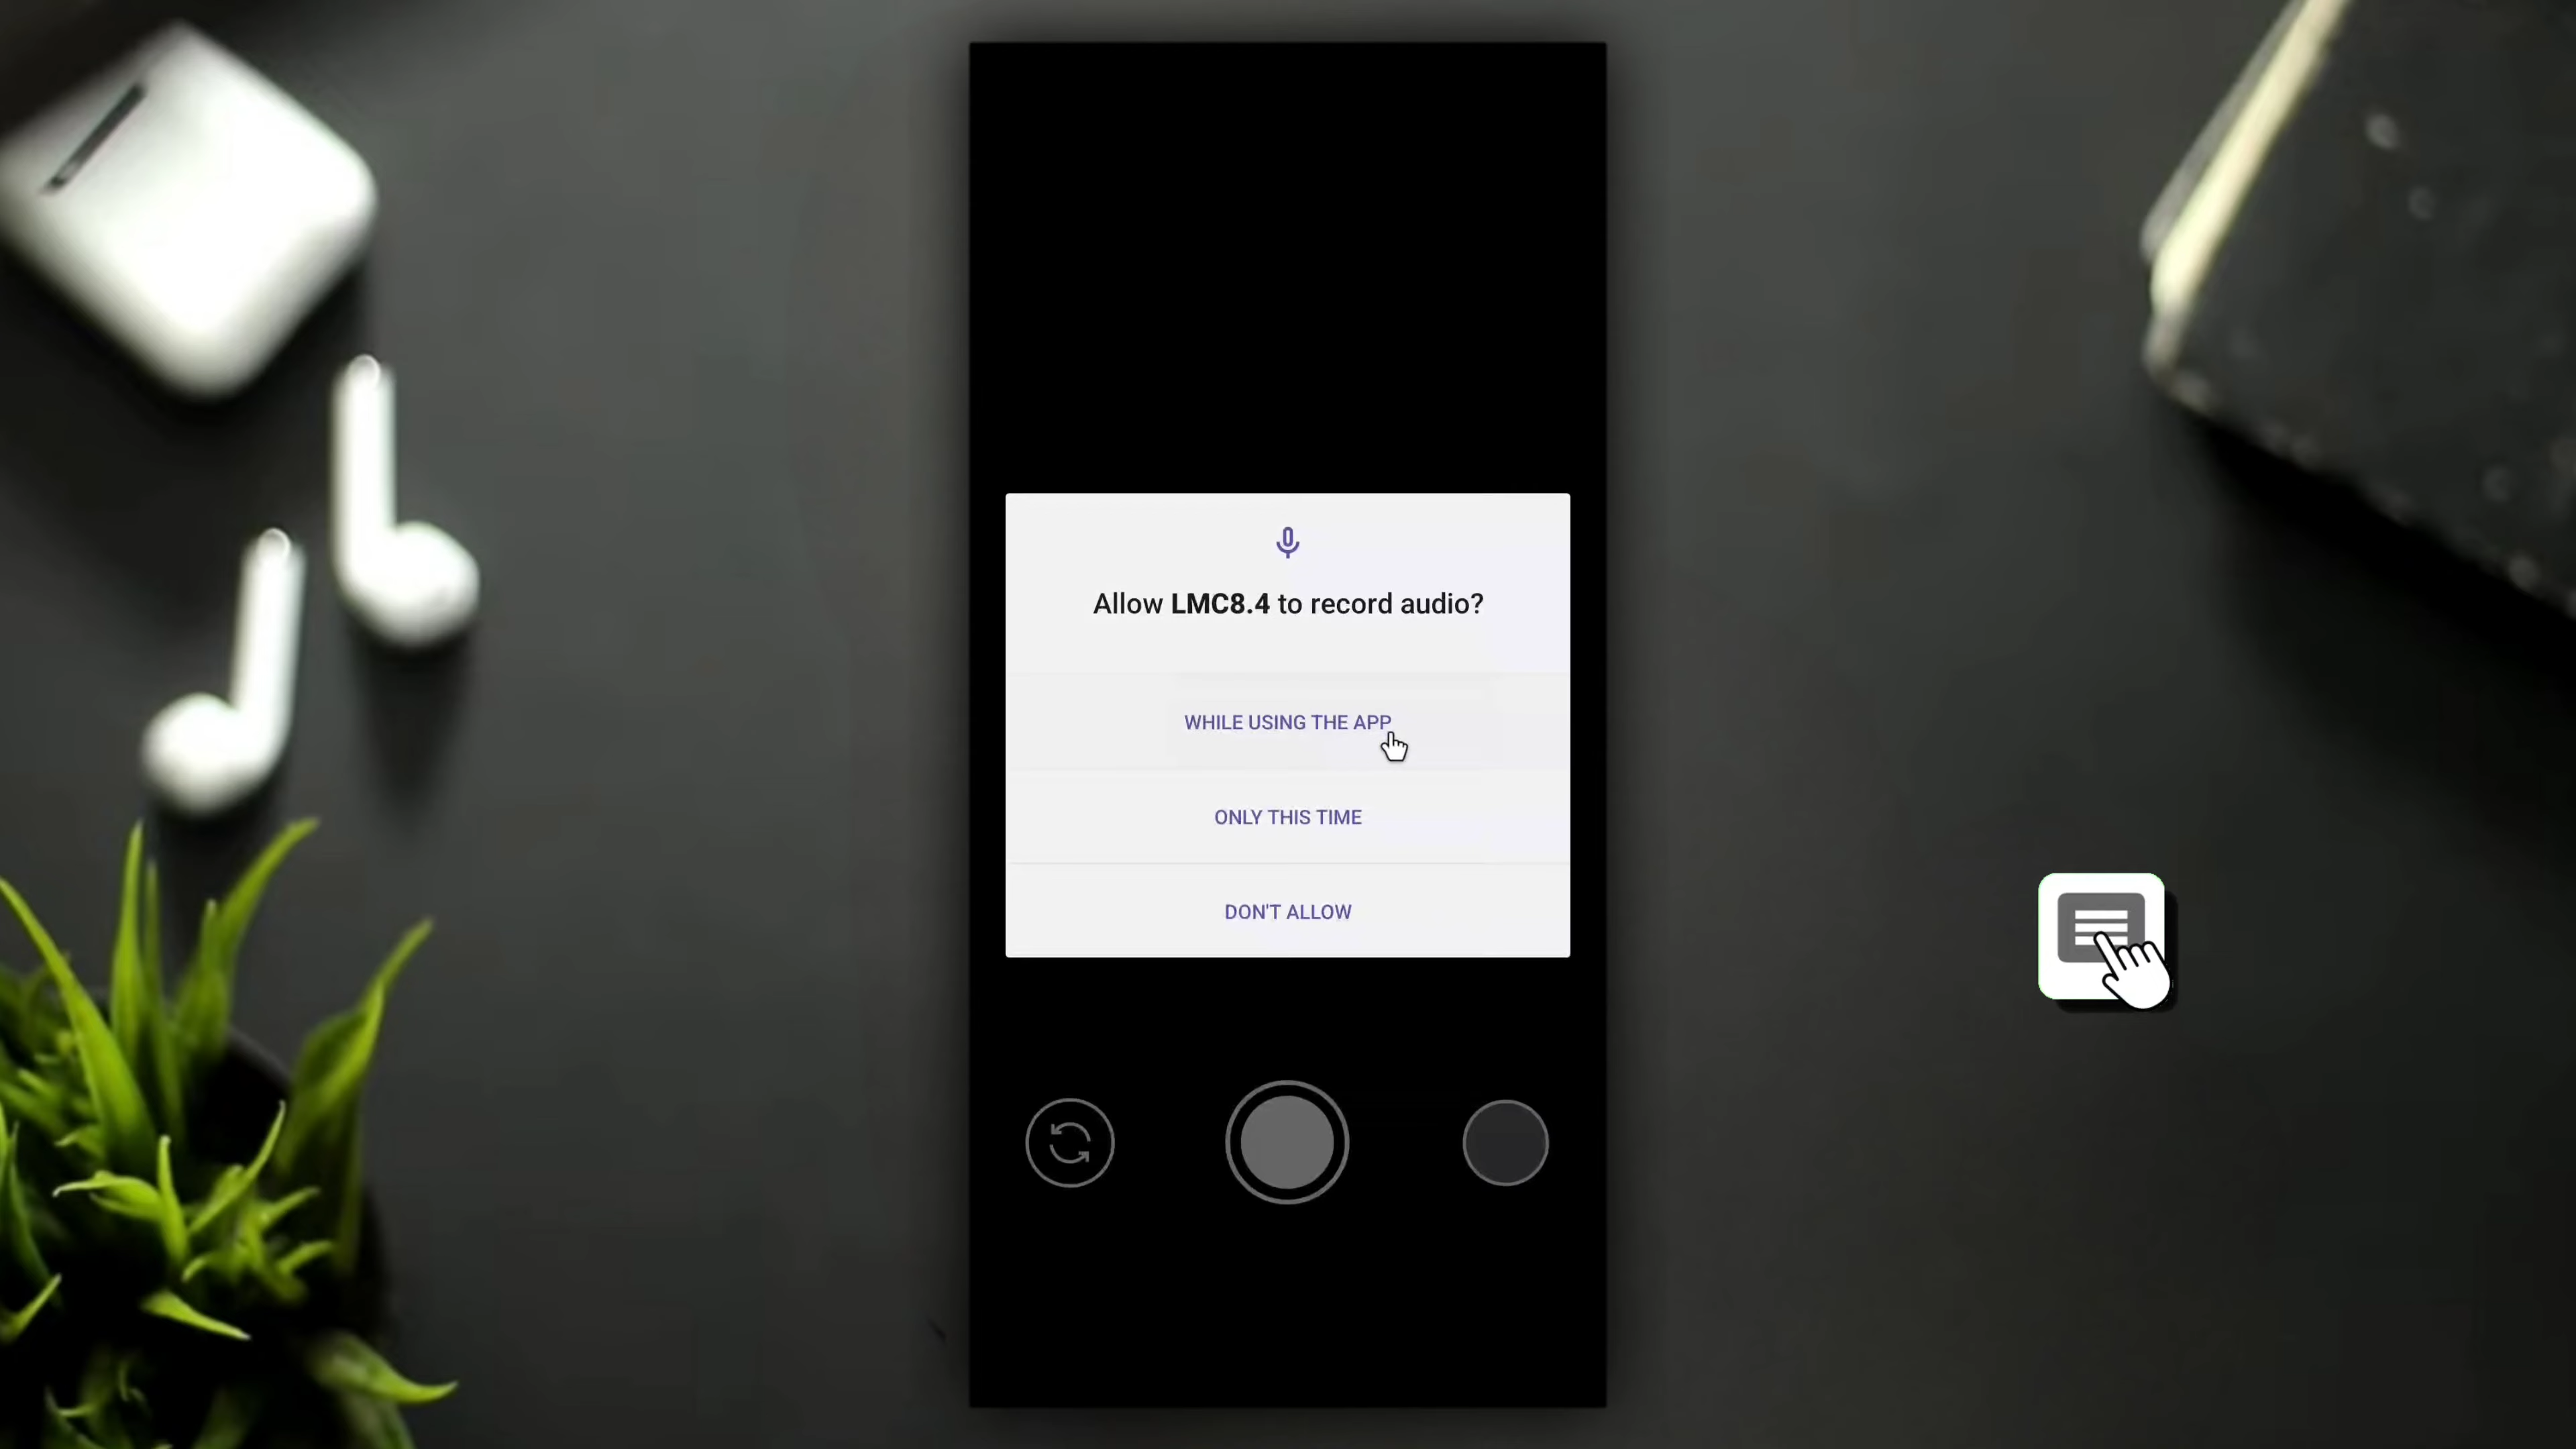 Allow LMC8.4 to record audio?
WHILE USING THE APP
ONLY THIS TIME
DON'T ALLOW